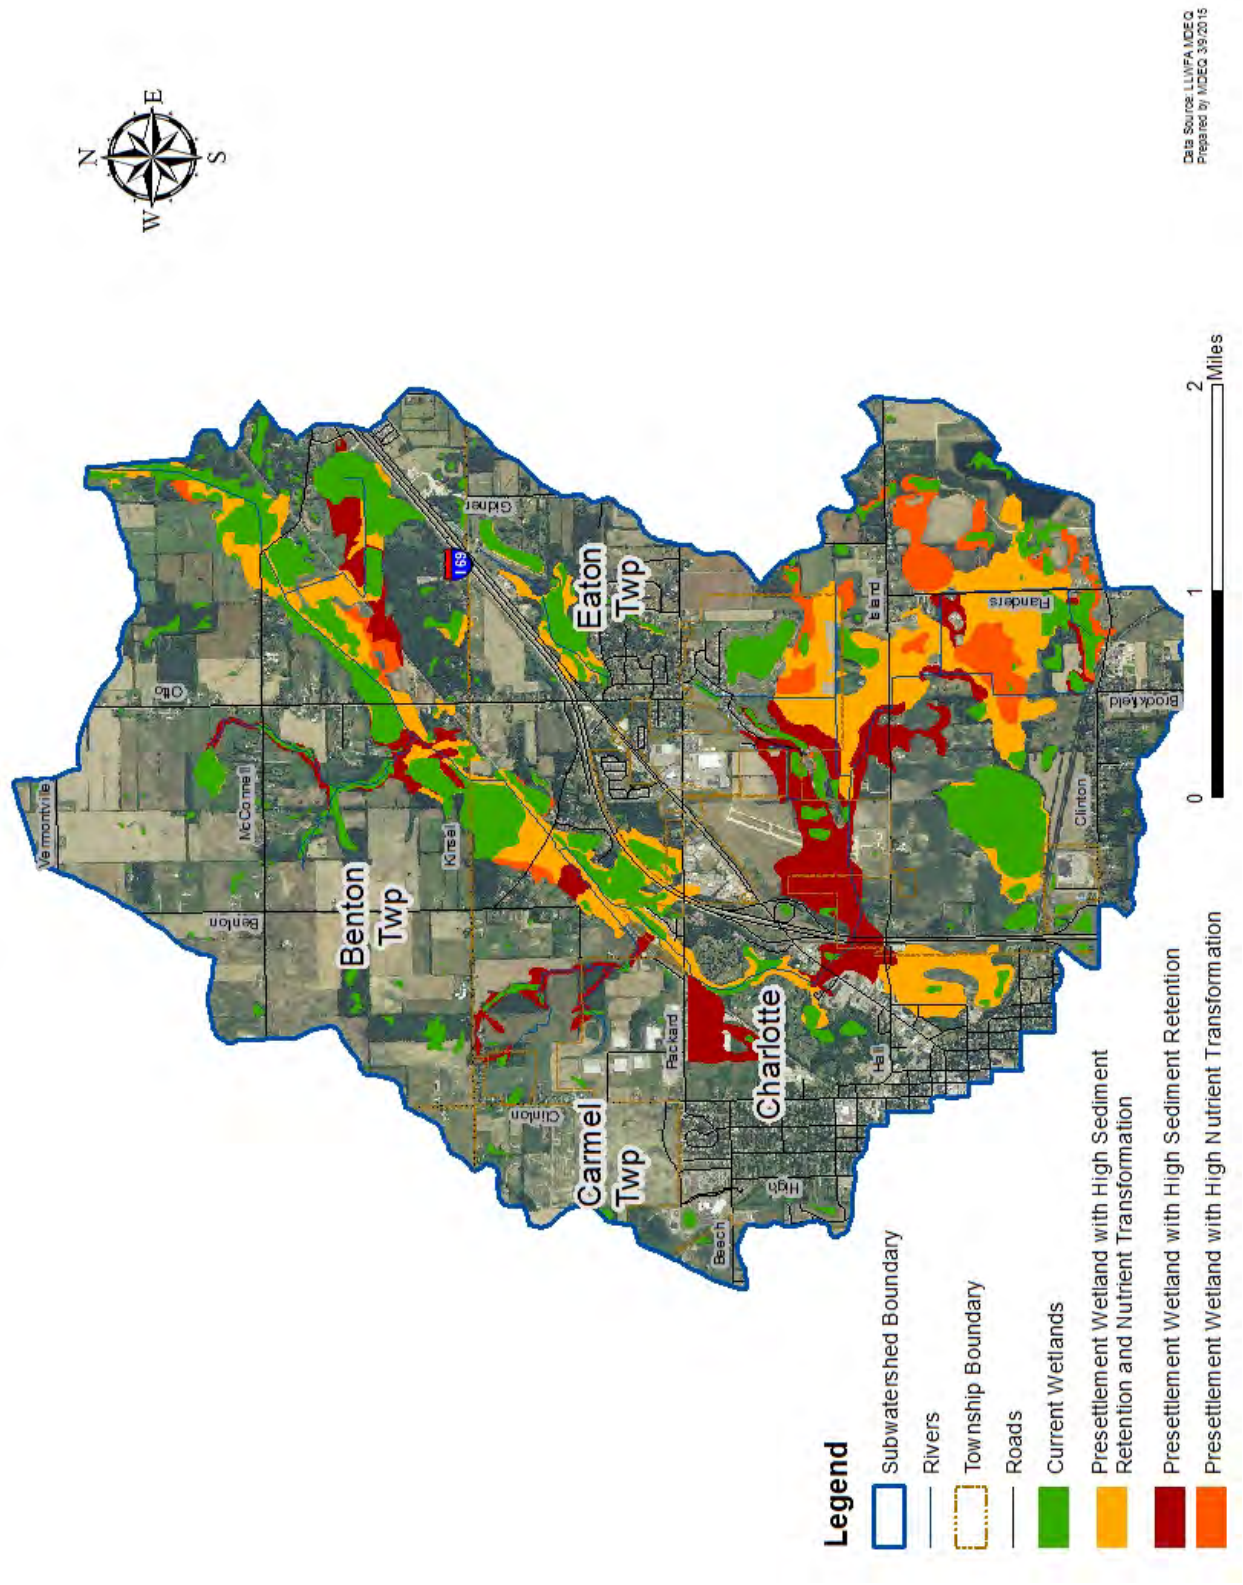 N
W
E
S
Vermontville
McConnell
Otto
Benton
Benton
Twp
Kinsel
Gidner
I 69
Eaton
Twp
Clinton
Carmel
Twp
Packard
Charlotte
Beech
High
Hall
Island
Flanders
Brookfield
Clinton
0
1
2
Miles
Legend
Subwatershed Boundary
Rivers
Township Boundary
Roads
Current Wetlands
Presettlement Wetland with High Sediment
Retention and Nutrient Transformation
Presettlement Wetland with High Sediment Retention
Presettlement Wetland with High Nutrient Transformation
Data Source: LLWFA MDEQ
Prepared by MDEQ 3/9/2015